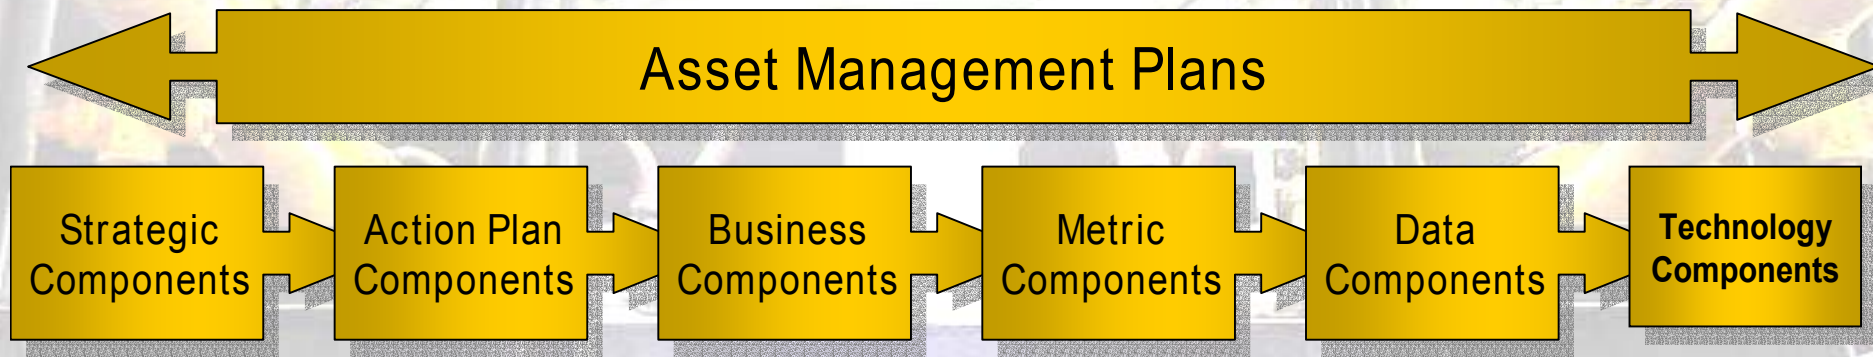 Asset Management Plans
Strategic
Components
Action Plan
Components
Business
Components
Metric
Components
Data
Components
Technology
Components